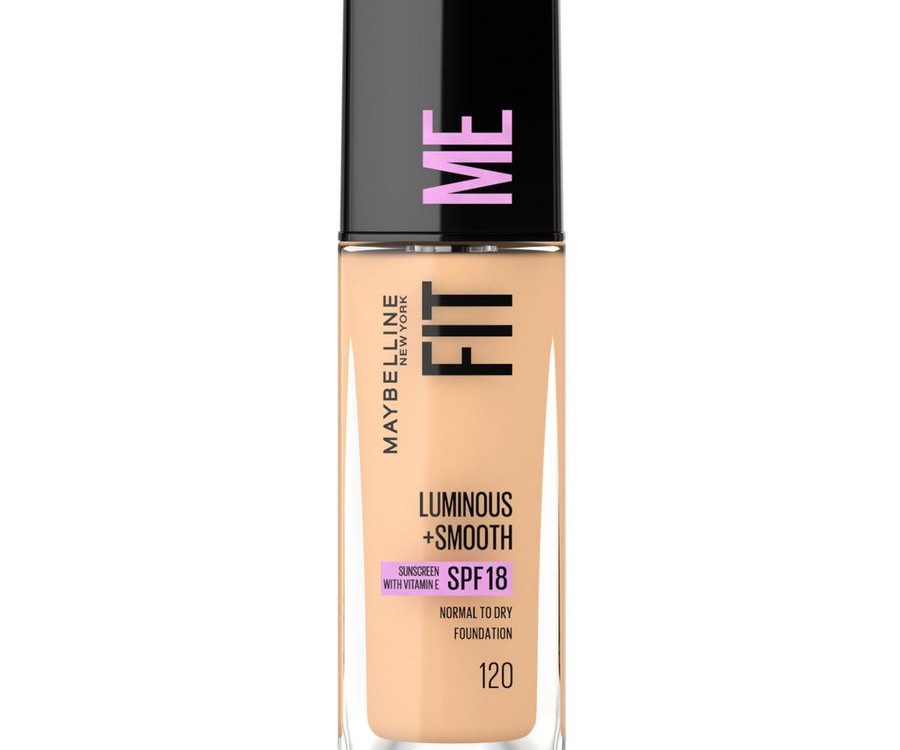 FIT ME
MAYBELLINE
NEW YORK
LUMINOUS
+SMOOTH
SUNSCREEN
WITH VITAMIN E
SPF18
NORMAL TO DRY
FOUNDATION
120